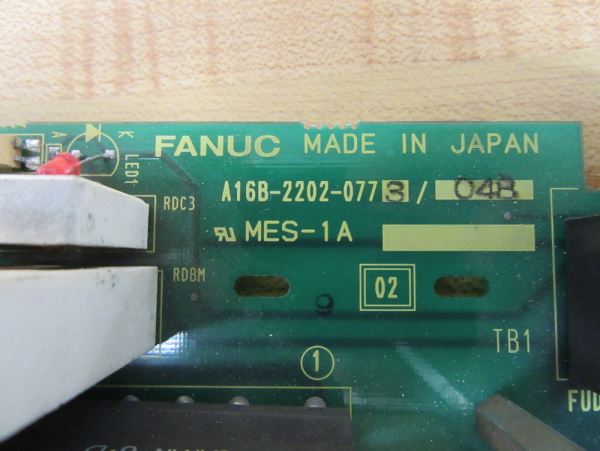 A K
FANUC MADE IN JAPAN
LED1
A16B-2202-0773/04B
RDC3
MES-1A
RDBM
02
9
TB1
1